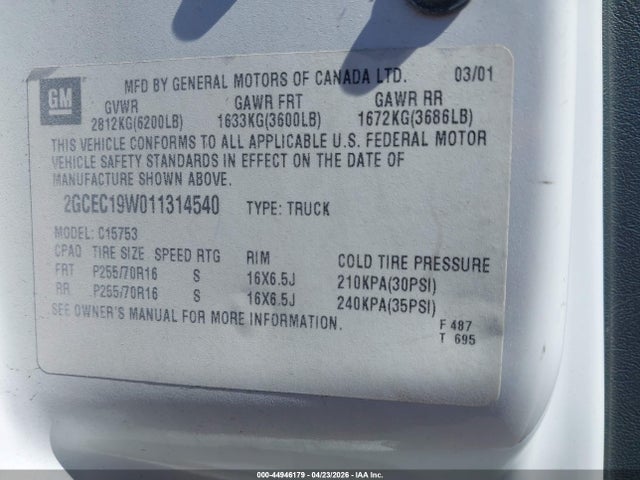 GM
MFD BY GENERAL MOTORS OF CANADA LTD. 03/01
GVWR GAWR FRT GAWR RR
2812KG(6200LB) 1633KG(3600LB) 1672KG(3686LB)
THIS VEHICLE CONFORMS TO ALL APPLICABLE U.S. FEDERAL MOTOR
VEHICLE SAFETY STANDARDS IN EFFECT ON THE DATE OF
MANUFACTURE SHOWN ABOVE.
2GCEC19W011314540 TYPE: TRUCK
MODEL: C15753
CPAO TIRE SIZE SPEED RTG RIM COLD TIRE PRESSURE
FRT P255/70R16 S 16X6.5J 210KPA(30PSI)
RR P255/70R16 S 16X6.5J 240KPA(35PSI)
SEE OWNER'S MANUAL FOR MORE INFORMATION.
F 487
T 695
000-44946179 - 04/23/2026 - IAA Inc.